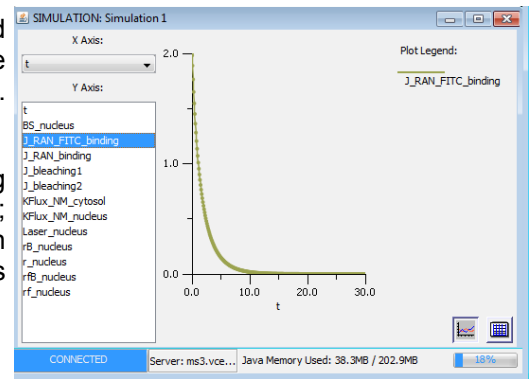 SIMULATION: Simulation 1
X Axis:
t
Y Axis:
t
BS_nucleus
J_RAN_FITC_binding
J_RAN_binding
J_bleaching1
J_bleaching2
KFlux_NM_cytosol
KFlux_NM_nucleus
Laser_nucleus
rB_nucleus
r_nucleus
rfB_nucleus
rf_nucleus
2.0
1.0
0.0
0.0 10.0 20.0 30.0
t
Plot Legend:
J_RAN_FITC_binding
CONNECTED
Server: ms3.vce...
Java Memory Used: 38.3MB / 202.9MB
18%